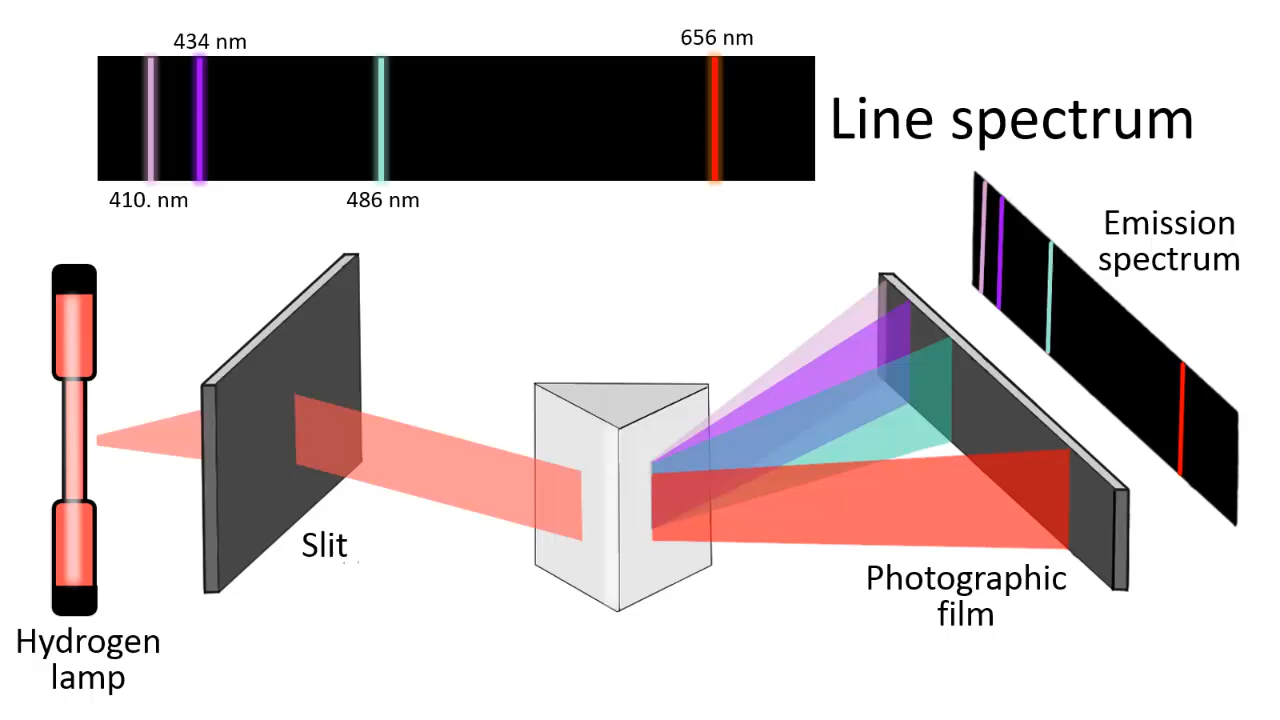 434 nm
656 nm
Line spectrum
410. nm
486 nm
Emission
spectrum
Slit
Photographic
film
Hydrogen
lamp